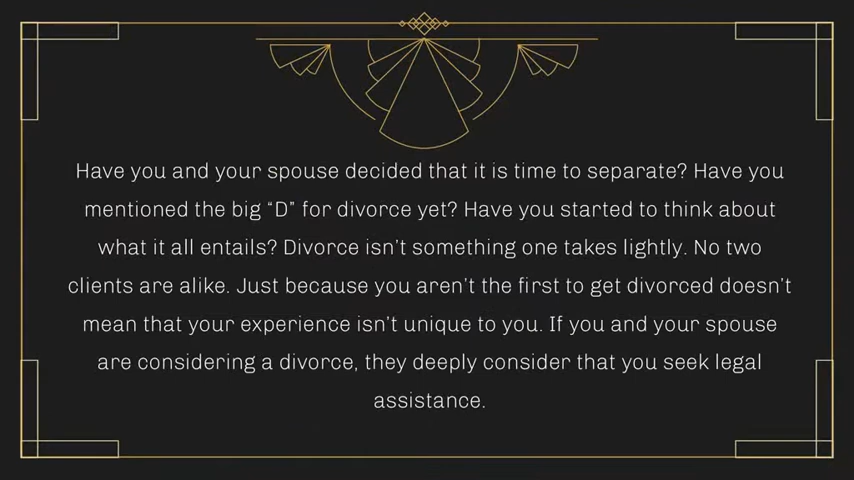 Have you and your spouse decided that it is time to separate? Have you
mentioned the big “D” for divorce yet? Have you started to think about
what it all entails? Divorce isn’t something one takes lightly. No two
clients are alike. Just because you aren’t the first to get divorced doesn’t
mean that your experience isn’t unique to you. If you and your spouse
are considering a divorce, they deeply consider that you seek legal
assistance.